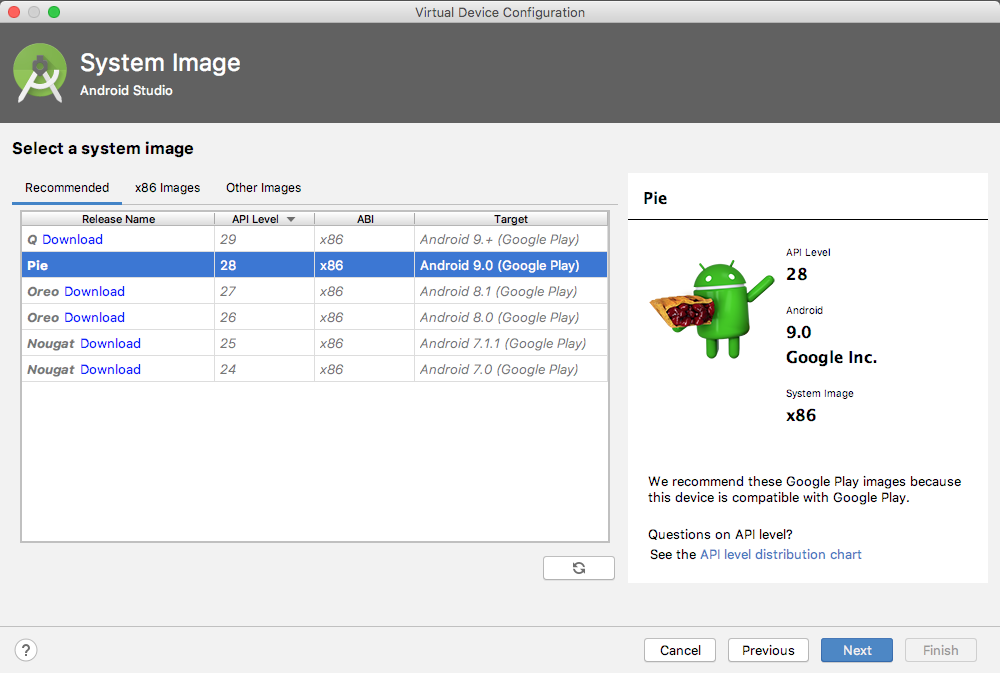 Virtual Device Configuration
System Image
Android Studio
Select a system image
Recommended x86 Images Other Images
Release Name API Level ABI Target
Q Download 29 x86 Android 9.+ (Google Play)
Pie 28 x86 Android 9.0 (Google Play)
Oreo Download 27 x86 Android 8.1 (Google Play)
Oreo Download 26 x86 Android 8.0 (Google Play)
Nougat Download 25 x86 Android 7.1.1 (Google Play)
Nougat Download 24 x86 Android 7.0 (Google Play)
Pie
API Level
28
Android
9.0
Google Inc.
System Image
x86
We recommend these Google Play images because
this device is compatible with Google Play.
Questions on API level?
See the API level distribution chart
? Cancel Previous Next Finish